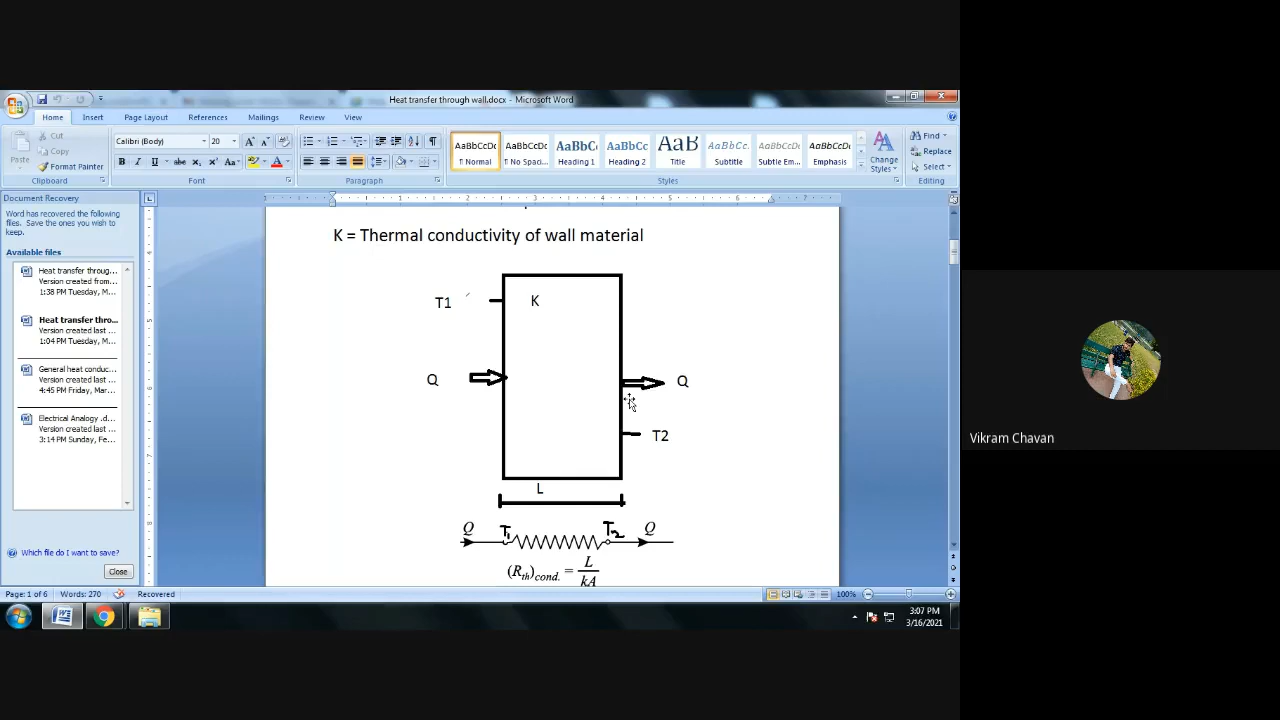 Heat transfer through wall.docx - Microsoft Word
Home Insert Page Layout References Mailings Review View
Paste
Cut
Copy
Format Painter
Clipboard
Calibri (Body) 20
Font
Paragraph
AaBbCcDc AaBbCcDc AaBbC AaBbCc AaB AaBbCc. AaBbCcDc AaBbCcDc
¶ Normal ¶ No Spaci... Heading 1 Heading 2 Title Subtitle Subtle Em... Emphasis
Styles
Change
Styles
Find
Replace
Select
Editing
Document Recovery
Word has recovered the following
files. Save the ones you wish to
keep.
Available files
Heat transfer throug...
Version created from...
1:38 PM Tuesday, M...
Heat transfer thro...
Version created last ...
1:04 PM Tuesday, M...
General heat conduc...
Version created last ...
4:45 PM Friday, Mar...
Electrical Analogy .d...
Version created last ...
3:14 PM Sunday, Fe...
Which file do I want to save?
Close
K = Thermal conductivity of wall material
T1 K
Q Q
T2
L
Q T1 T2 Q
(Rth)cond. = L/kA
Page: 1 of 6 Words: 270 Recovered 100%
3:07 PM
3/16/2021
Vikram Chavan